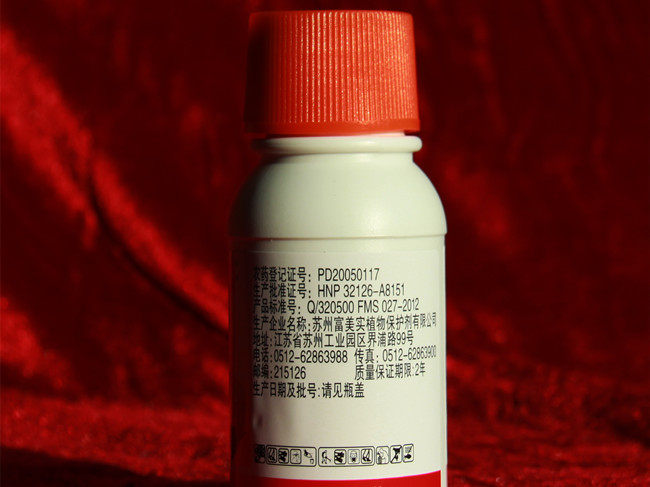 农药登记证号：PD20050117
生产批准证号：HNP 32126-A8151
产品标准号：Q/320500 FMS 027-2012
生产企业名称:苏州富美实植物保护剂有限公司
地址:江苏省苏州工业园区界浦路99号
电话:0512-62863988 传真：0512-62863900
邮编:215126 质量保证期限:2年
生产日期及批号:请见瓶盖